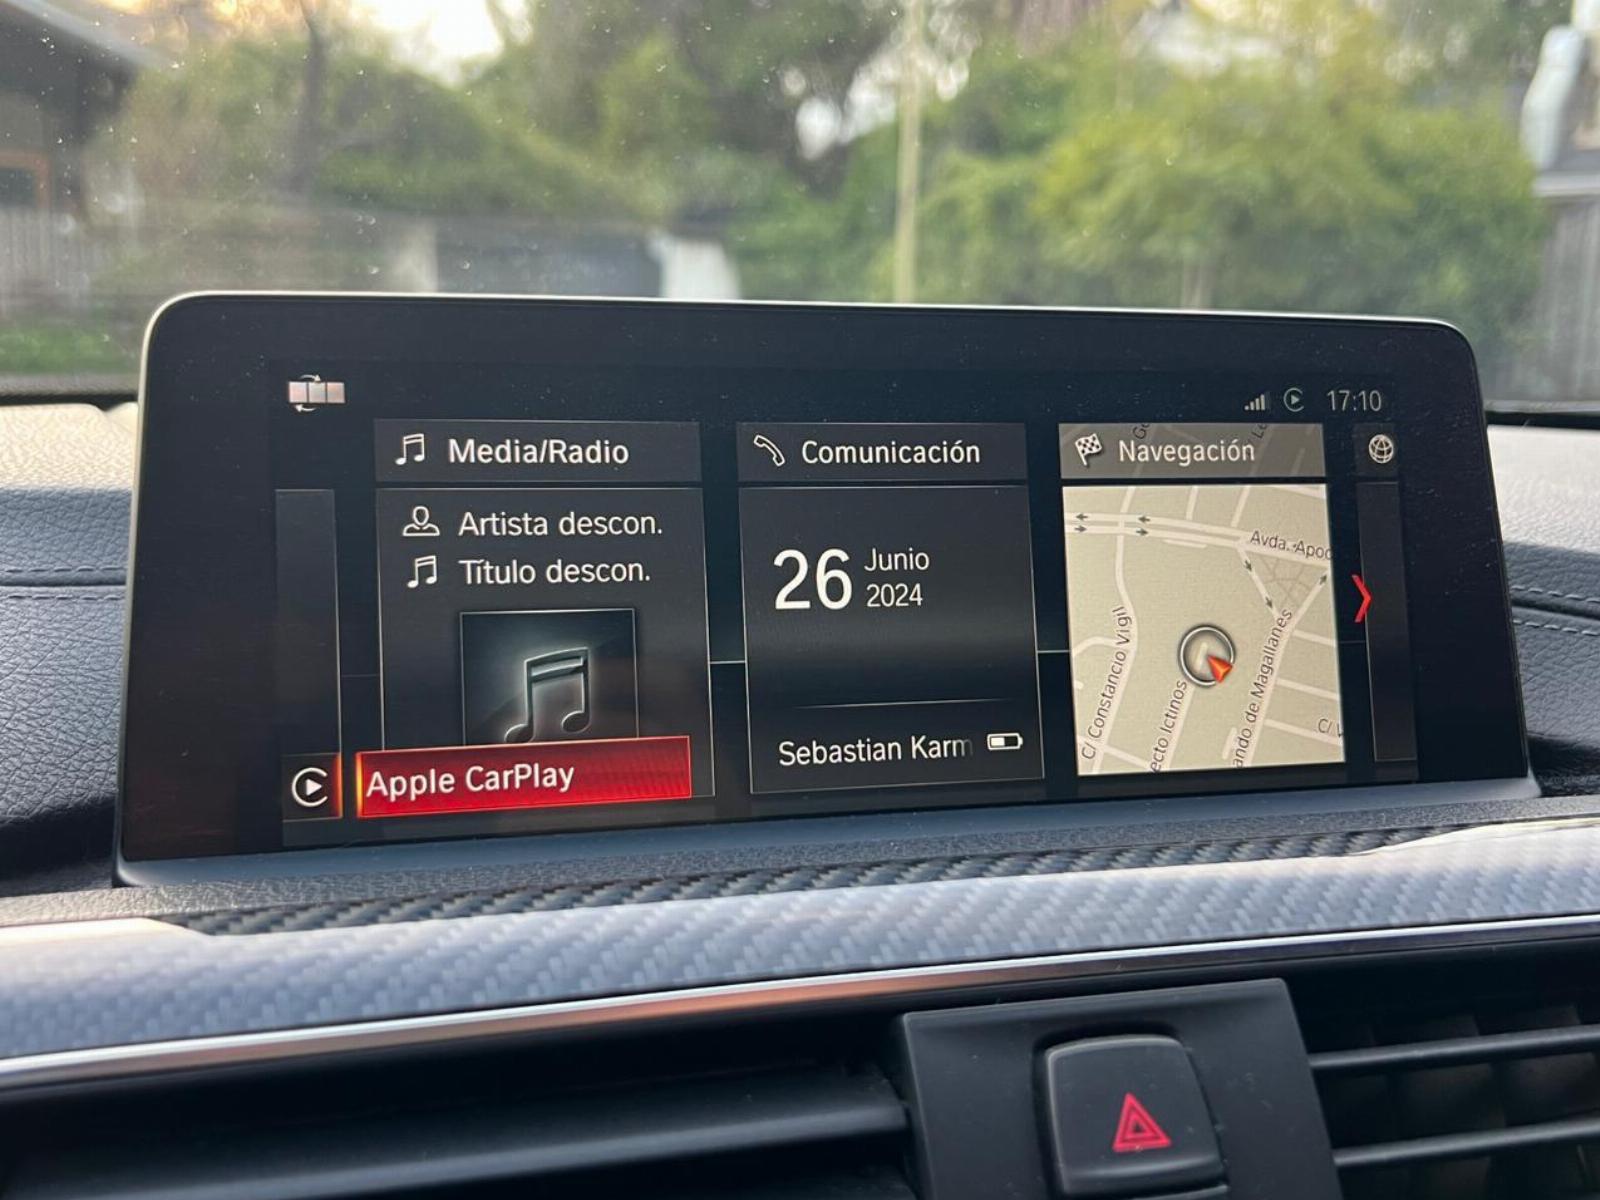 17:10
Media/Radio
Comunicación
Navegación
Artista descon.
Título descon.
26 Junio
2024
Sebastian Karm
Apple CarPlay
Avda. Apoc
C/ Constancio Vigil
ecto Ictinos
ando de Magallanes
C/